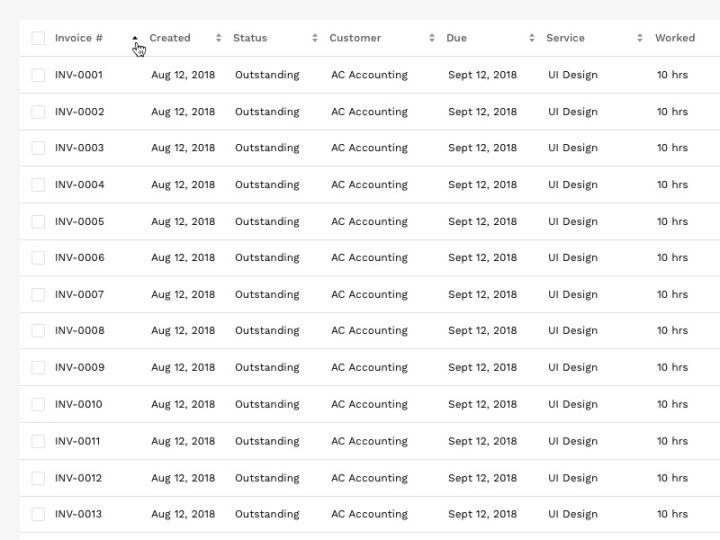 Invoice # Created Status Customer Due Service Worked
INV-0001 Aug 12, 2018 Outstanding AC Accounting Sept 12, 2018 UI Design 10 hrs
INV-0002 Aug 12, 2018 Outstanding AC Accounting Sept 12, 2018 UI Design 10 hrs
INV-0003 Aug 12, 2018 Outstanding AC Accounting Sept 12, 2018 UI Design 10 hrs
INV-0004 Aug 12, 2018 Outstanding AC Accounting Sept 12, 2018 UI Design 10 hrs
INV-0005 Aug 12, 2018 Outstanding AC Accounting Sept 12, 2018 UI Design 10 hrs
INV-0006 Aug 12, 2018 Outstanding AC Accounting Sept 12, 2018 UI Design 10 hrs
INV-0007 Aug 12, 2018 Outstanding AC Accounting Sept 12, 2018 UI Design 10 hrs
INV-0008 Aug 12, 2018 Outstanding AC Accounting Sept 12, 2018 UI Design 10 hrs
INV-0009 Aug 12, 2018 Outstanding AC Accounting Sept 12, 2018 UI Design 10 hrs
INV-0010 Aug 12, 2018 Outstanding AC Accounting Sept 12, 2018 UI Design 10 hrs
INV-0011 Aug 12, 2018 Outstanding AC Accounting Sept 12, 2018 UI Design 10 hrs
INV-0012 Aug 12, 2018 Outstanding AC Accounting Sept 12, 2018 UI Design 10 hrs
INV-0013 Aug 12, 2018 Outstanding AC Accounting Sept 12, 2018 UI Design 10 hrs